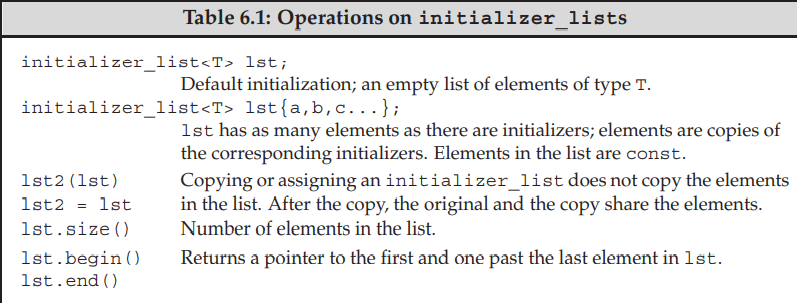 Table 6.1: Operations on initializer_lists
initializer_list<T> lst;
Default initialization; an empty list of elements of type T.
initializer_list<T> lst{a,b,c...};
lst has as many elements as there are initializers; elements are copies of
the corresponding initializers. Elements in the list are const.
lst2(lst) Copying or assigning an initializer_list does not copy the elements
lst2 = lst in the list. After the copy, the original and the copy share the elements.
lst.size() Number of elements in the list.
lst.begin() Returns a pointer to the first and one past the last element in lst.
lst.end()